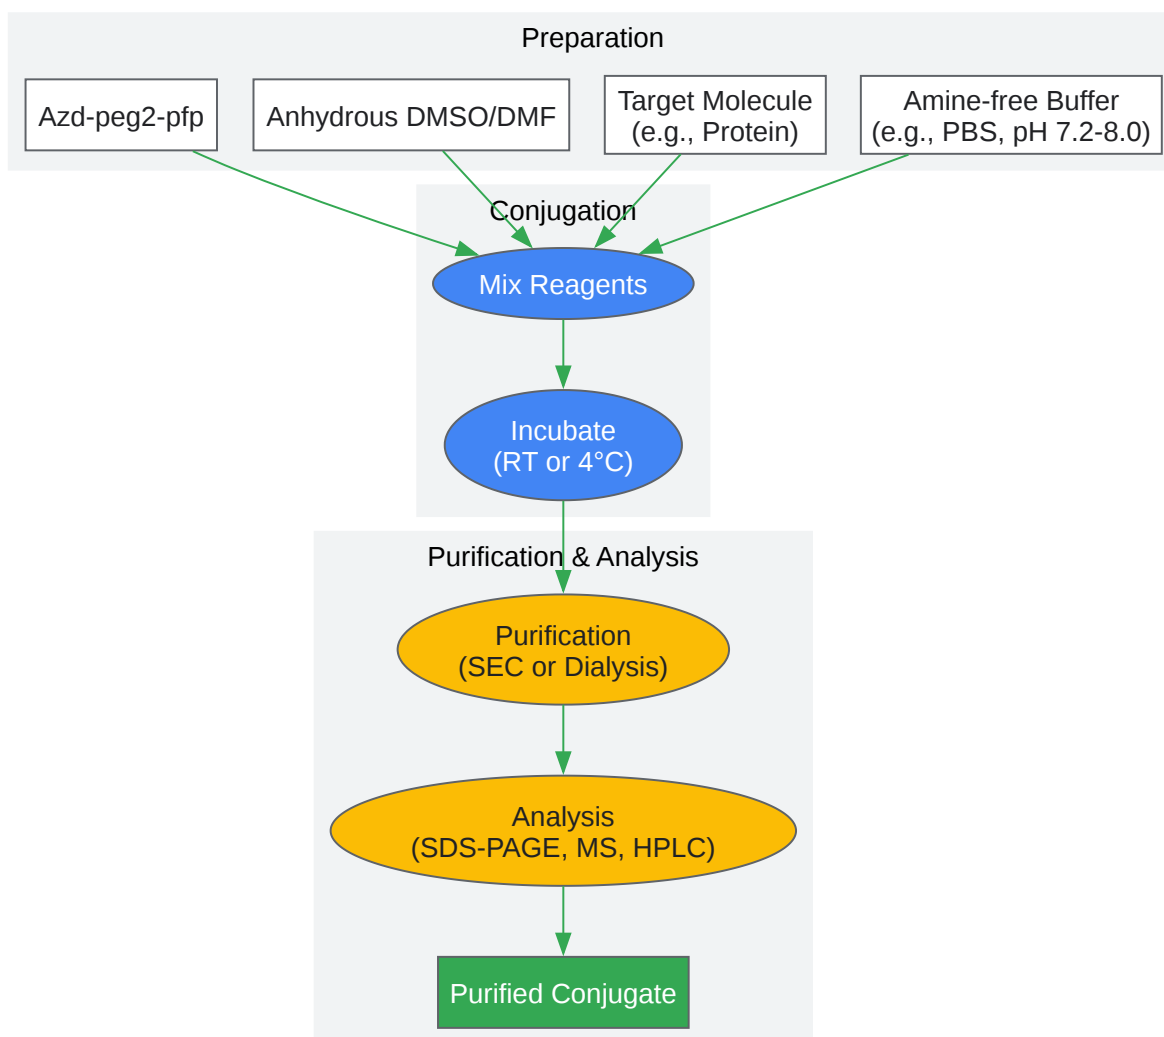 Preparation
Azd-peg2-pfp
Anhydrous DMSO/DMF
Target Molecule
(e.g., Protein)
Amine-free Buffer
(e.g., PBS, pH 7.2-8.0)
Conjugation
Mix Reagents
Incubate
(RT or 4°C)
Purification & Analysis
Purification
(SEC or Dialysis)
Analysis
(SDS-PAGE, MS, HPLC)
Purified Conjugate